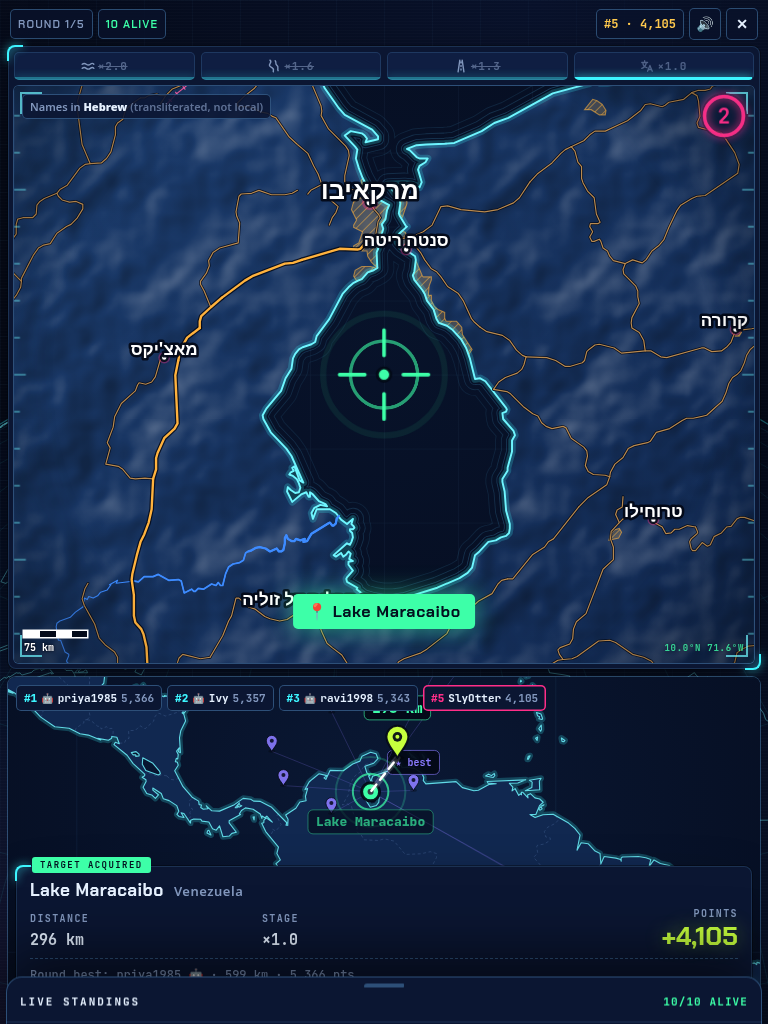 ROUND 1/5
10 ALIVE
#5 · 4,105
×2.0
×1.6
×1.3
×1.0
Names in Hebrew (transliterated, not local)
2
מרקאיבו
סנטה ריטה
קרורה
מאצ'יקס
טרוחילו
זוליה
Lake Maracaibo
75 km
10.0°N 71.6°W
#1 priya1985 5,366
#2 Ivy 5,357
#3 ravi1998 5,343
#5 SlyOtter 4,105
best
Lake Maracaibo
TARGET ACQUIRED
Lake Maracaibo Venezuela
DISTANCE
STAGE
POINTS
296 km
×1.0
+4,105
Round best: priya1985 · 599 km · 5,366 pts
LIVE STANDINGS
10/10 ALIVE